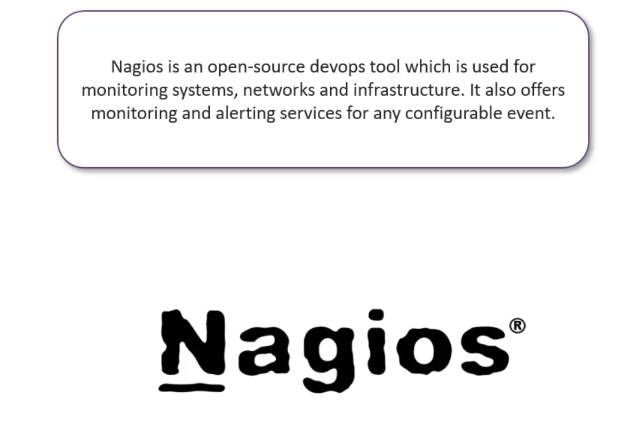 Nagios is an open-source devops tool which is used for
monitoring systems, networks and infrastructure. It also offers
monitoring and alerting services for any configurable event.
Nagios®